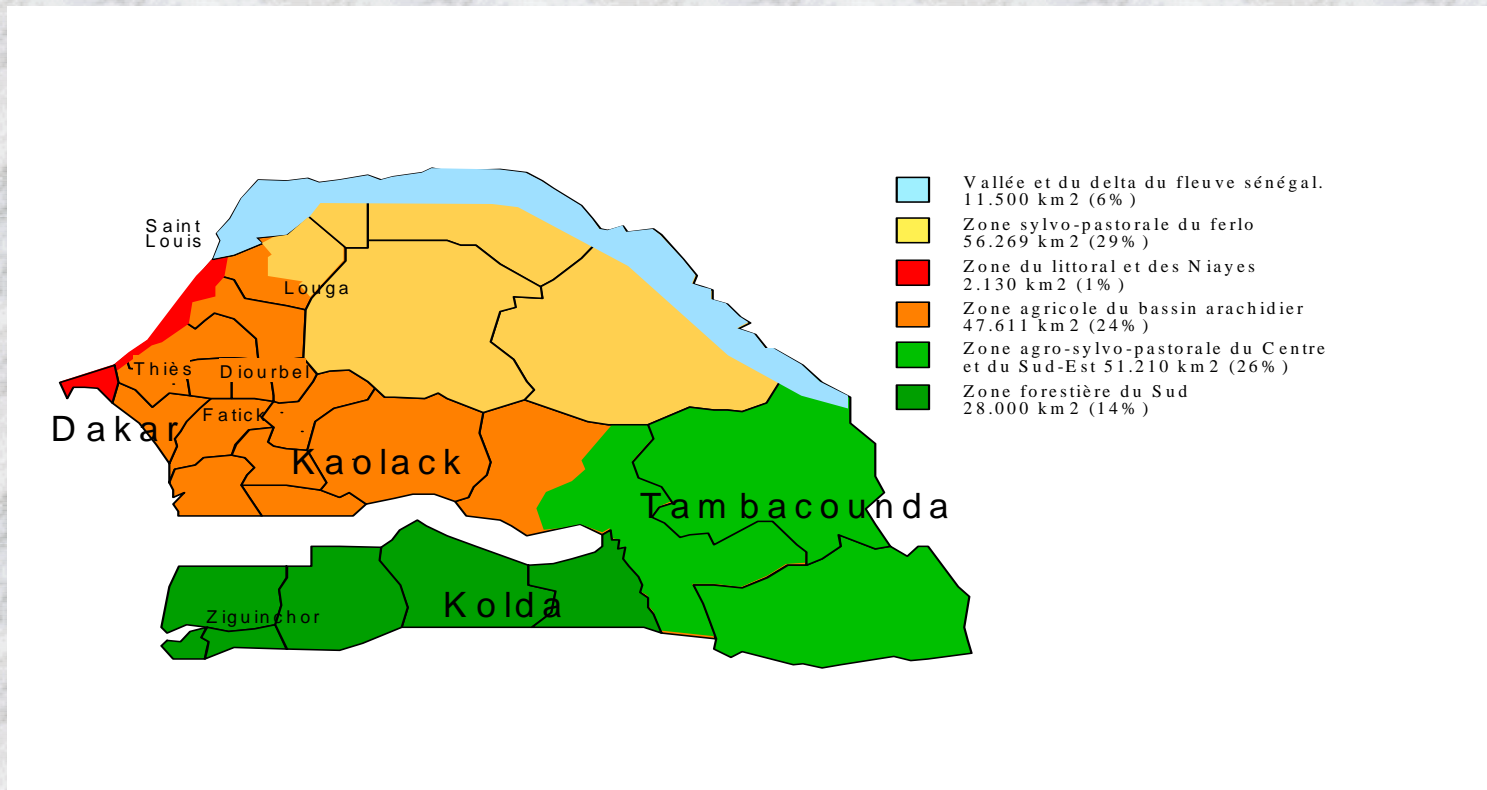 Saint
Louis
Louga
Thiès
Diourbel
Fatick
Dakar
Kaolack
Tambacounda
Kolda
Ziguinchor
Vallée et du delta du fleuve sénégal.
11.500 km2 (6%)
Zone sylvo-pastorale du ferlo
56.269 km2 (29%)
Zone du littoral et des Niayes
2.130 km2 (1%)
Zone agricole du bassin arachidier
47.611 km2 (24%)
Zone agro-sylvo-pastorale du Centre
et du Sud-Est 51.210 km2 (26%)
Zone forestière du Sud
28.000 km2 (14%)